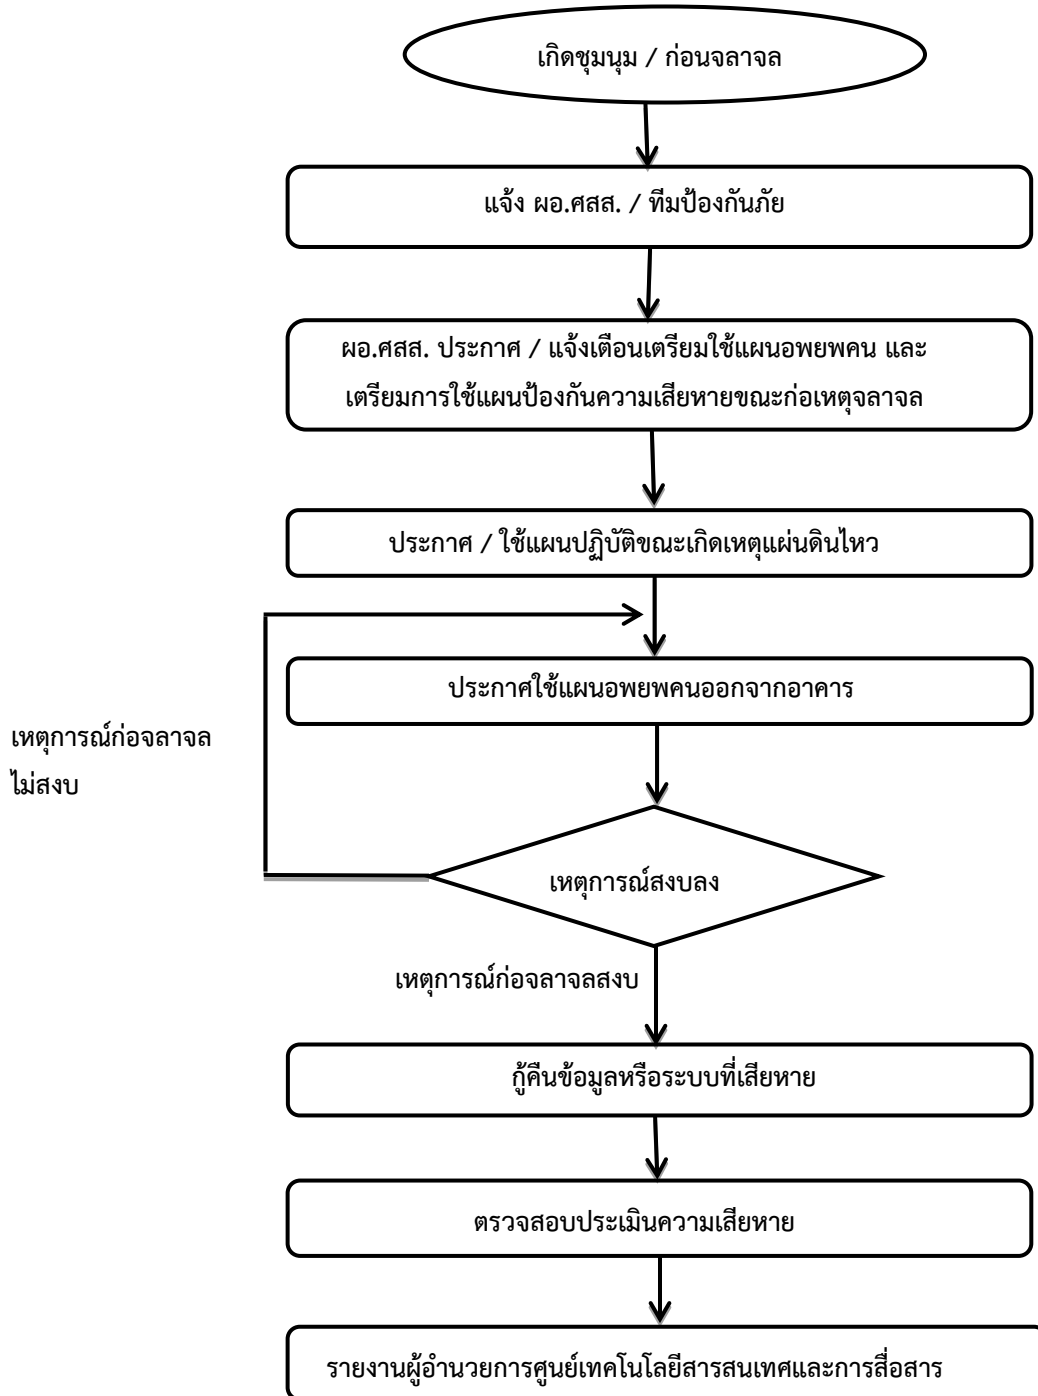 เกิดชุมนุม / ก่อนจลาจล
แจ้ง ผอ.ศสส. / ทีมป้องกันภัย
ผอ.ศสส. ประกาศ / แจ้งเตือนเตรียมใช้แผนอพยพคน และ
เตรียมการใช้แผนป้องกันความเสียหายขณะก่อเหตุจลาจล
ประกาศ / ใช้แผนปฏิบัติขณะเกิดเหตุแผ่นดินไหว
ประกาศใช้แผนอพยพคนออกจากอาคาร
เหตุการณ์ก่อจลาจล
ไม่สงบ
เหตุการณ์สงบลง
เหตุการณ์ก่อจลาจลสงบ
กู้คืนข้อมูลหรือระบบที่เสียหาย
ตรวจสอบประเมินความเสียหาย
รายงานผู้อำนวยการศูนย์เทคโนโลยีสารสนเทศและการสื่อสาร